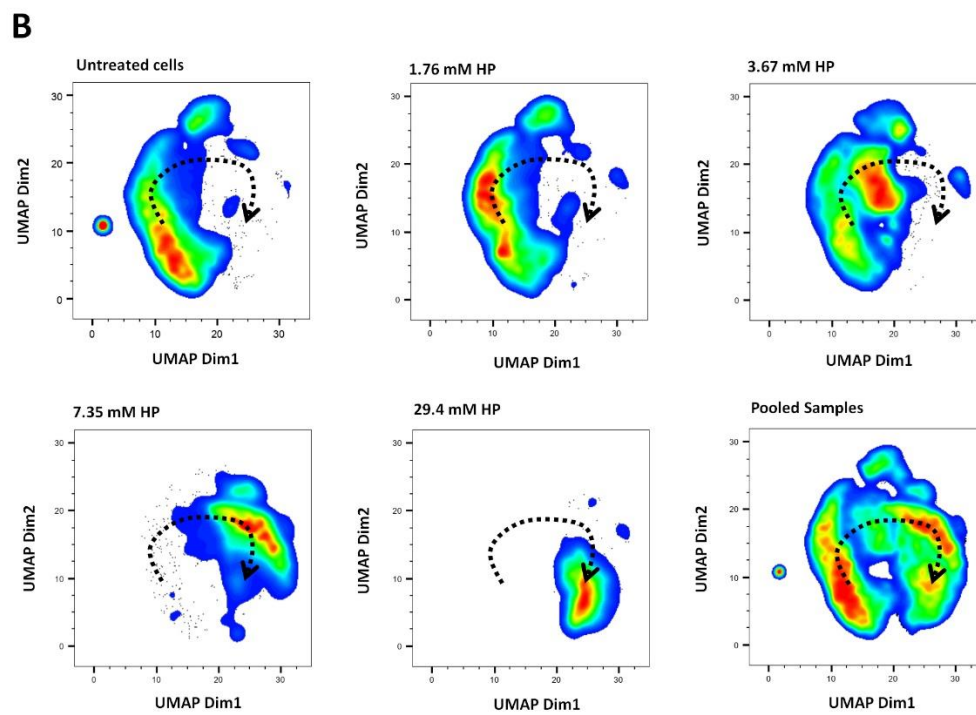 B
Untreated cells
1.76 mM HP
3.67 mM HP
UMAP Dim2
30
20
10
0
0
10
20
30
UMAP Dim1
UMAP Dim2
30
20
10
0
0
10
20
30
UMAP Dim1
UMAP Dim2
30
20
10
0
0
10
20
30
UMAP Dim1
7.35 mM HP
29.4 mM HP
Pooled Samples
UMAP Dim2
30
20
10
0
0
10
20
30
UMAP Dim1
UMAP Dim2
30
20
10
0
0
10
20
30
UMAP Dim1
UMAP Dim2
30
20
10
0
0
10
20
30
UMAP Dim1